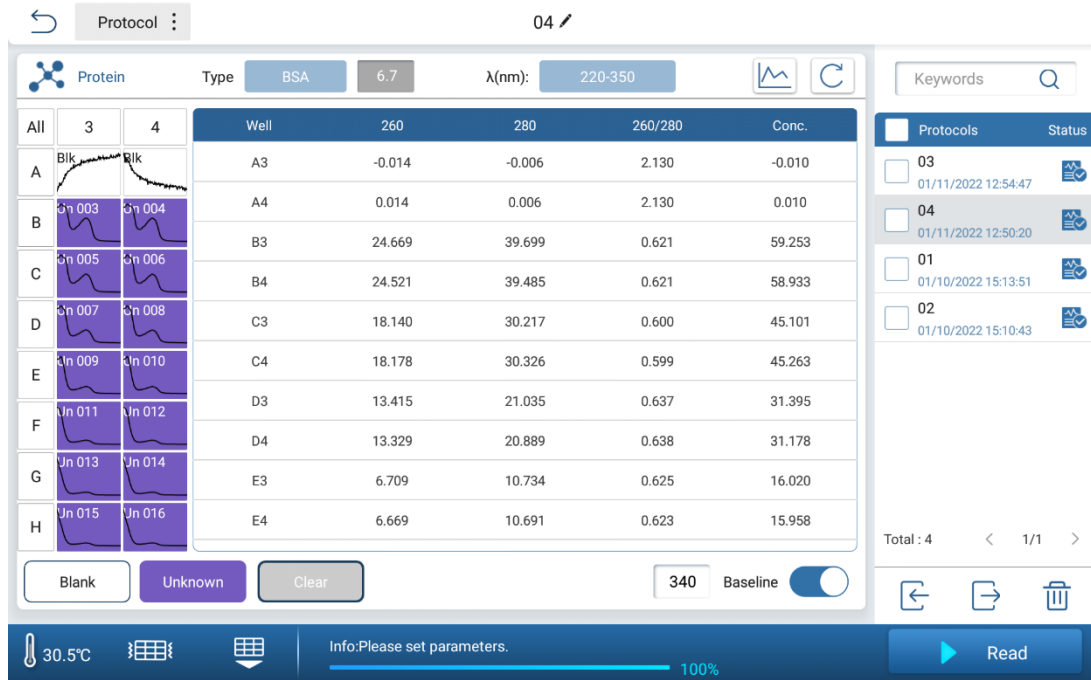 Protocol
04
Protein Type BSA 6.7 λ(nm): 220-350
Keywords
All 3 4
Well 260 280 260/280 Conc.
Protocols Status
A Blk Blk
A3 -0.014 -0.006 2.130 -0.010
A4 0.014 0.006 2.130 0.010
B Un 003 Un 004
B3 24.669 39.699 0.621 59.253
B4 24.521 39.485 0.621 58.933
C Un 005 Un 006
C3 18.140 30.217 0.600 45.101
C4 18.178 30.326 0.599 45.263
D Un 007 Un 008
D3 13.415 21.035 0.637 31.395
D4 13.329 20.889 0.638 31.178
E Un 009 Un 010
E3 6.709 10.734 0.625 16.020
E4 6.669 10.691 0.623 15.958
F Un 011 Un 012
G Un 013 Un 014
H Un 015 Un 016
03
01/11/2022 12:54:47
04
01/11/2022 12:50:20
01
01/10/2022 15:13:51
02
01/10/2022 15:10:43
Total : 4 < 1/1 >
Blank Unknown Clear 340 Baseline
30.5℃
Info:Please set parameters.
100%
Read